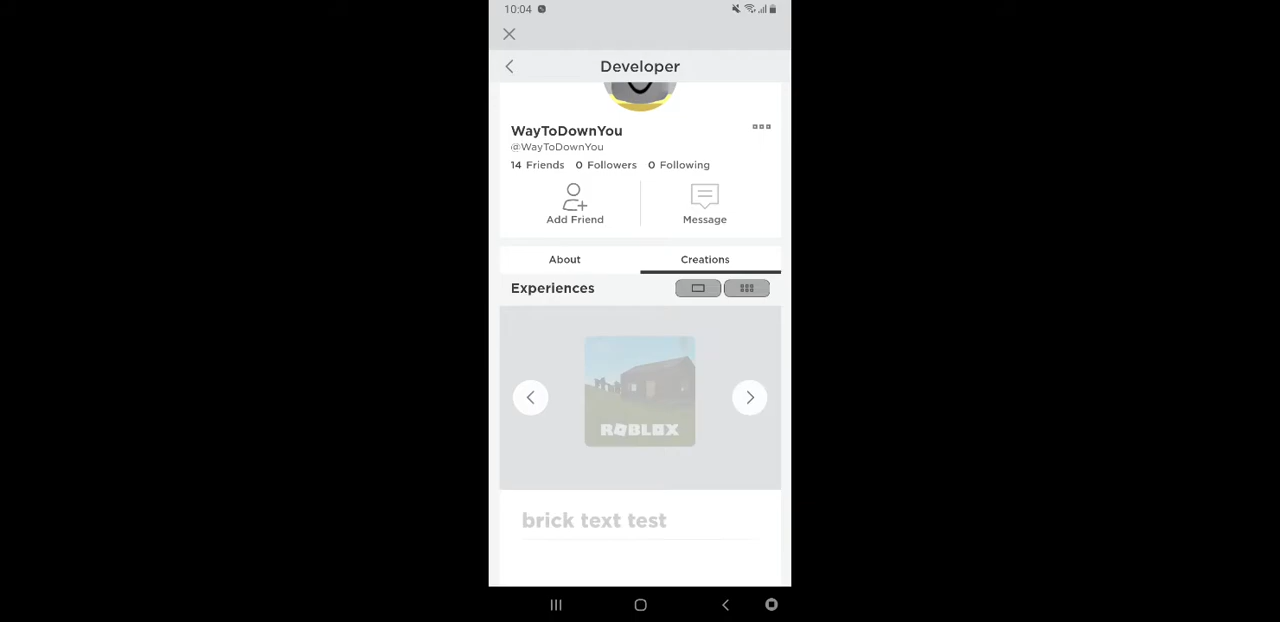 10:04
Developer
WayToDownYou
@WayToDownYou
14 Friends 0 Followers 0 Following
Add Friend
Message
About
Creations
Experiences
ROBLOX
brick text test